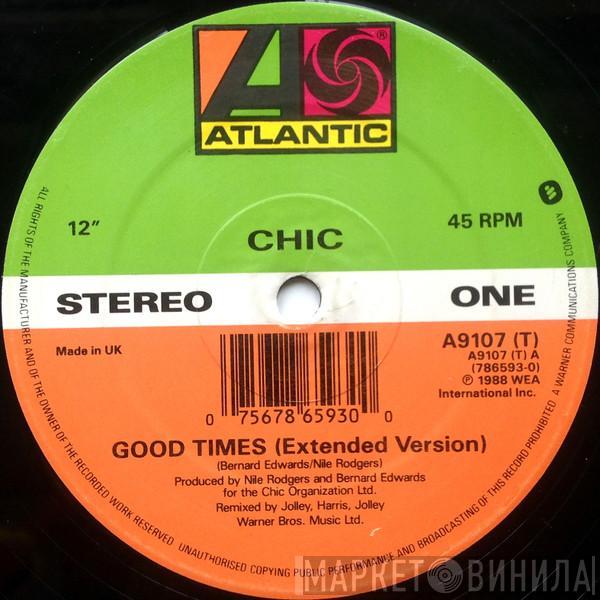 ATLANTIC
®
12"
CHIC
45 RPM
STEREO
ONE
Made in UK
A9107 (T)
A9107 (T) A
(786593-0)
℗ 1988 WEA
International Inc.
0 75678 65930 0
GOOD TIMES (Extended Version)
(Bernard Edwards/Nile Rodgers)
Produced by Nile Rodgers and Bernard Edwards
for the Chic Organization Ltd.
Remixed by Jolley, Harris, Jolley
Warner Bros. Music Ltd.
ALL RIGHTS OF THE MANUFACTURER AND OF THE OWNER OF THE RECORDED WORK RESERVED UNAUTHORISED COPYING PUBLIC PERFORMANCE AND BROADCASTING OF THIS RECORD PROHIBITED A WARNER COMMUNICATIONS COMPANY
МАРКЕТ ВИНИЛА